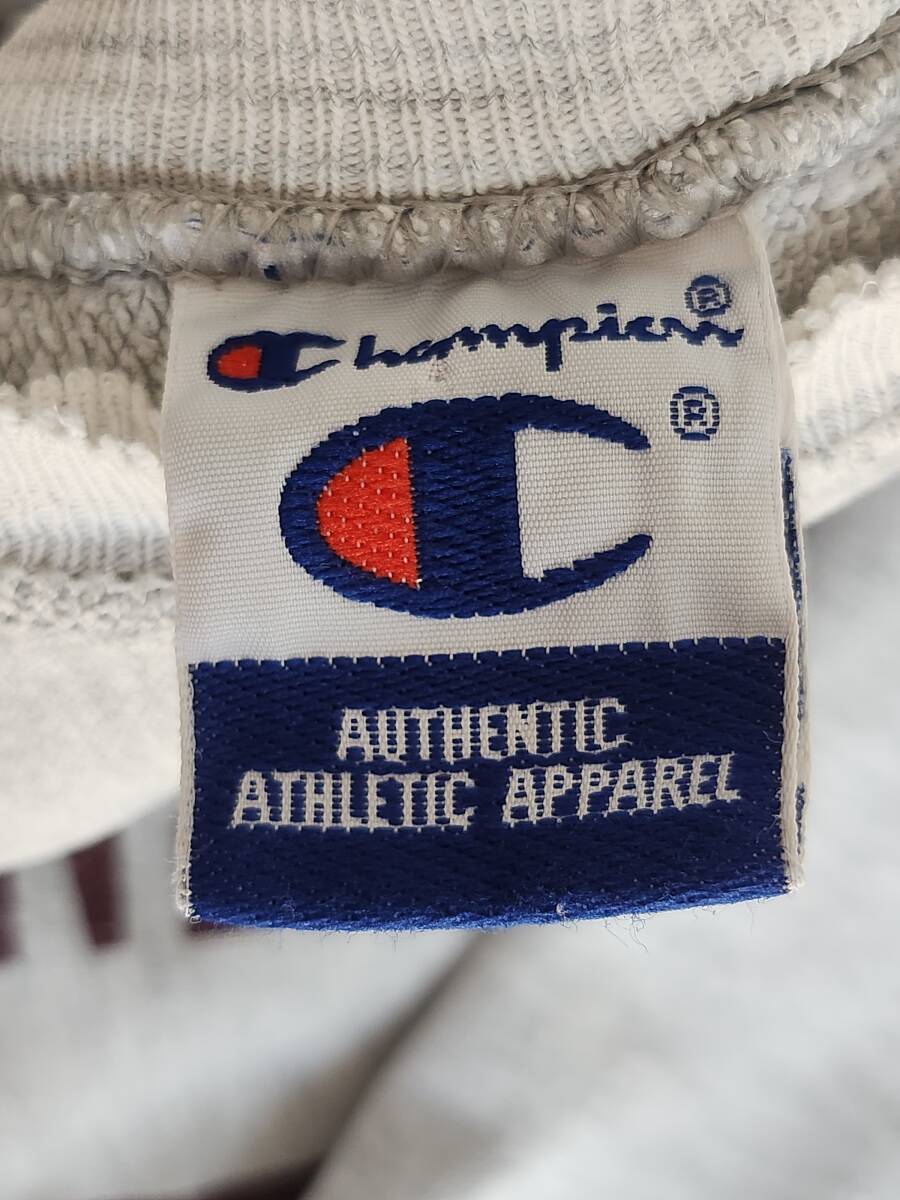 Champion®
®
AUTHENTIC
ATHLETIC APPAREL